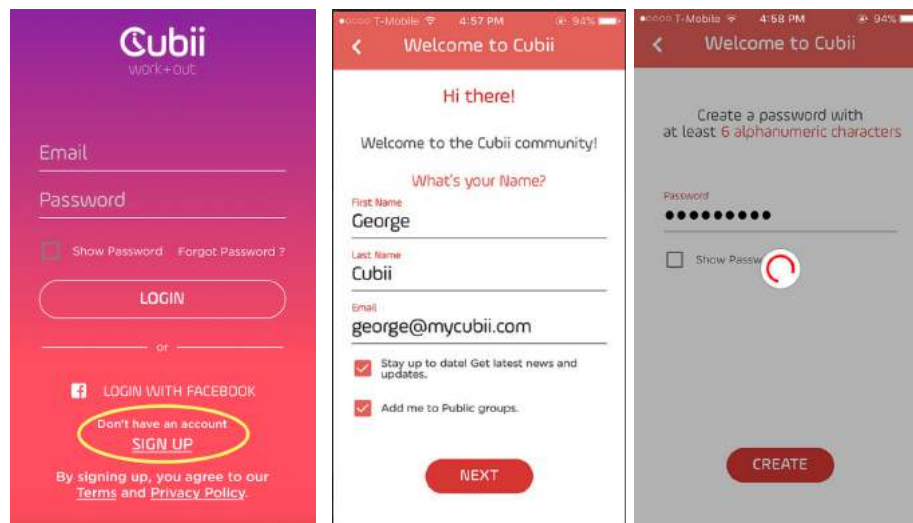 Cubii
work+out
Email
Password
Show Password Forgot Password ?
LOGIN
or
LOGIN WITH FACEBOOK
Don't have an account
SIGN UP
By signing up, you agree to our
Terms and Privacy Policy.
T-Mobile 4:57 PM 94%
Welcome to Cubii
Hi there!
Welcome to the Cubii community!
What's your Name?
First Name
George
Last Name
Cubii
Email
george@mycubii.com
Stay up to date! Get latest news and
updates.
Add me to Public groups.
NEXT
T-Mobile 4:58 PM 94%
Welcome to Cubii
Create a password with
at least 6 alphanumeric characters
Password
Show Passw
CREATE